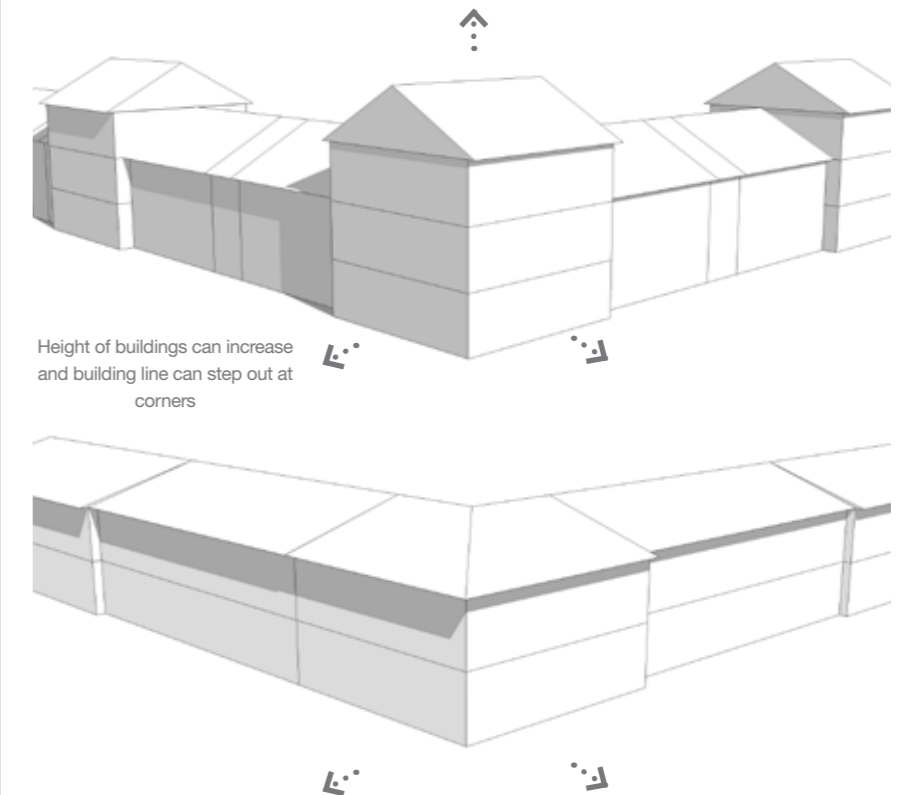 Height of buildings can increase
and building line can step out at
corners